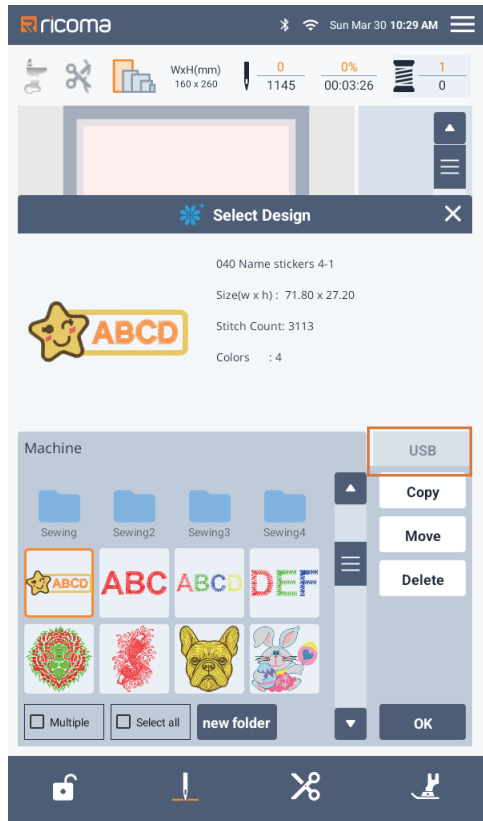 ricoma Sun Mar 30 10:29 AM
WxH(mm) 0 0% 1
160 x 260 1145 00:03:26 0
Select Design
040 Name stickers 4-1
Size(w x h) : 71.80 x 27.20
Stitch Count: 3113
Colors : 4
ABCD
Machine
USB
Copy
Move
Delete
Sewing Sewing2 Sewing3 Sewing4
ABCD ABC ABCD DEF
Multiple Select all new folder OK